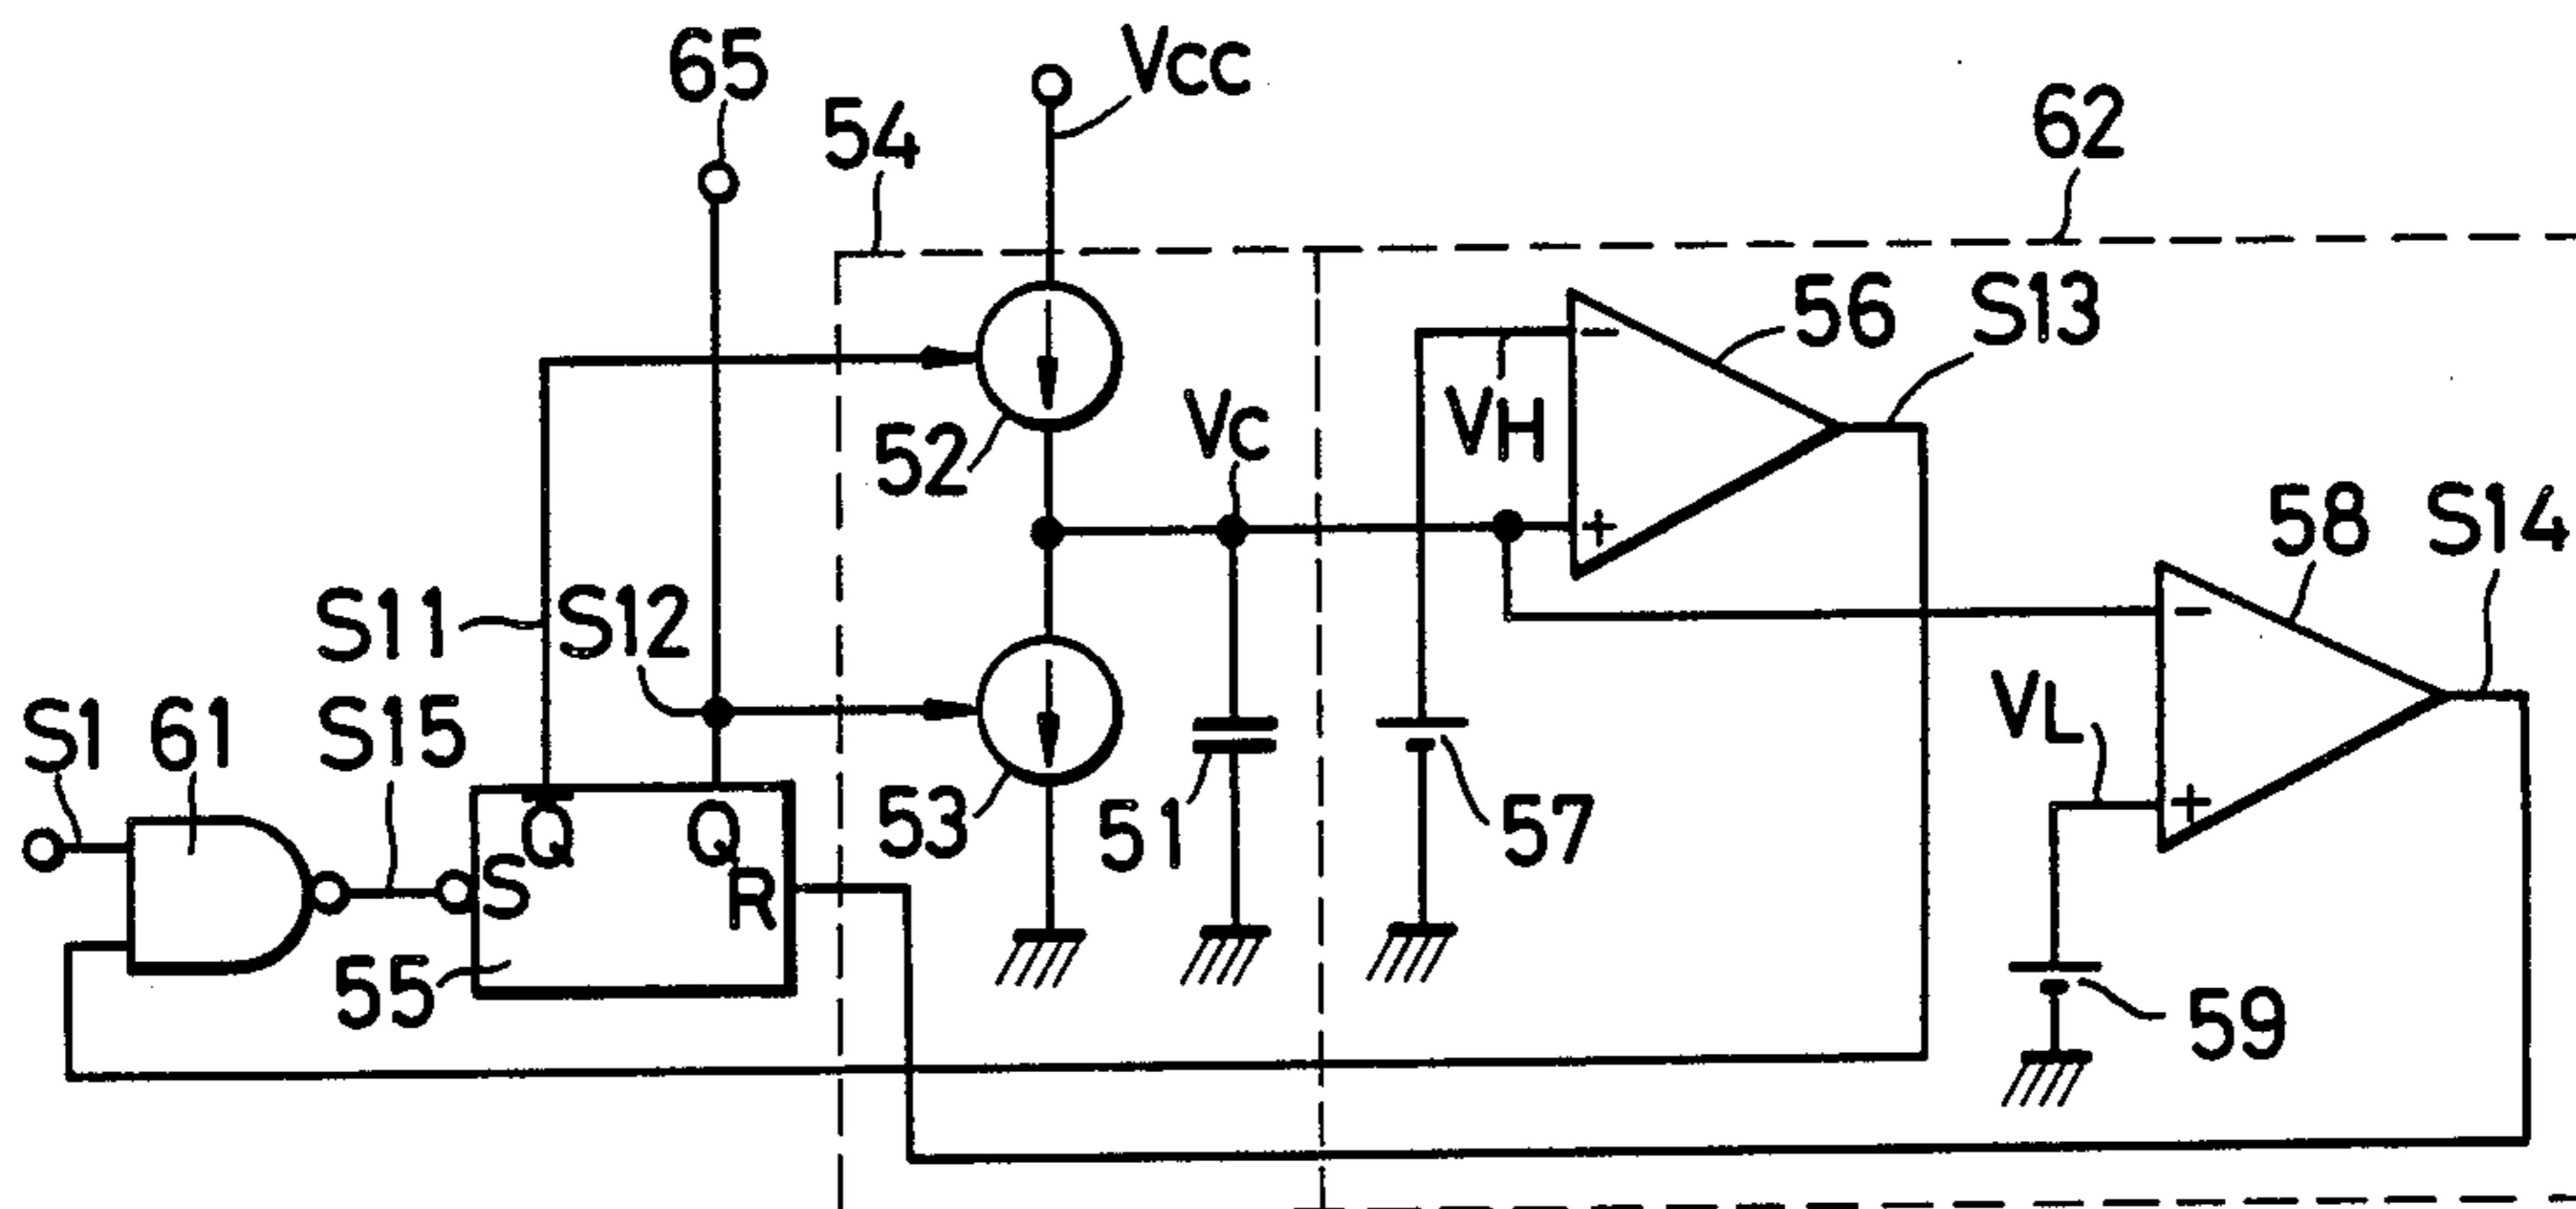 65
VCC
54
62
52
VC
VH
−
+
56
S13
58
S14
−
+
VL
S11
S12
S1
61
S15
S
Q̅
Q
R
55
53
51
57
59